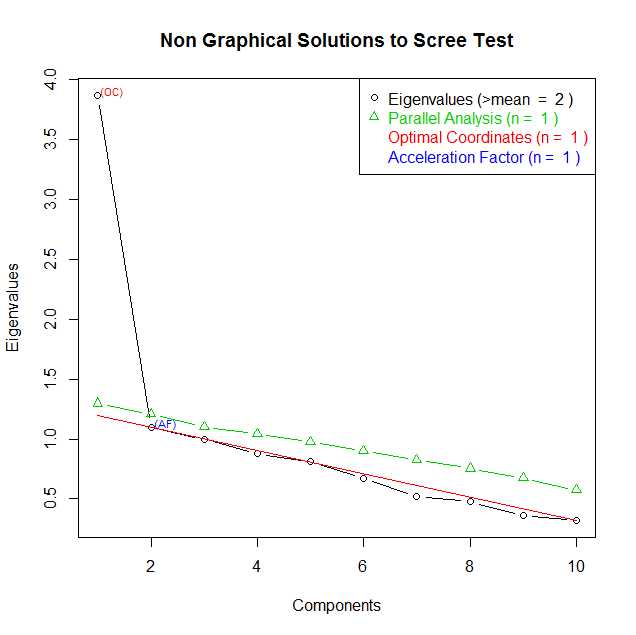 Non Graphical Solutions to Scree Test
Eigenvalues (>mean = 2 )
Parallel Analysis (n = 1 )
Optimal Coordinates (n = 1 )
Acceleration Factor (n = 1 )
(OC)
(AF)
4.0
3.5
3.0
2.5
2.0
1.5
1.0
0.5
Eigenvalues
2 4 6 8 10
Components